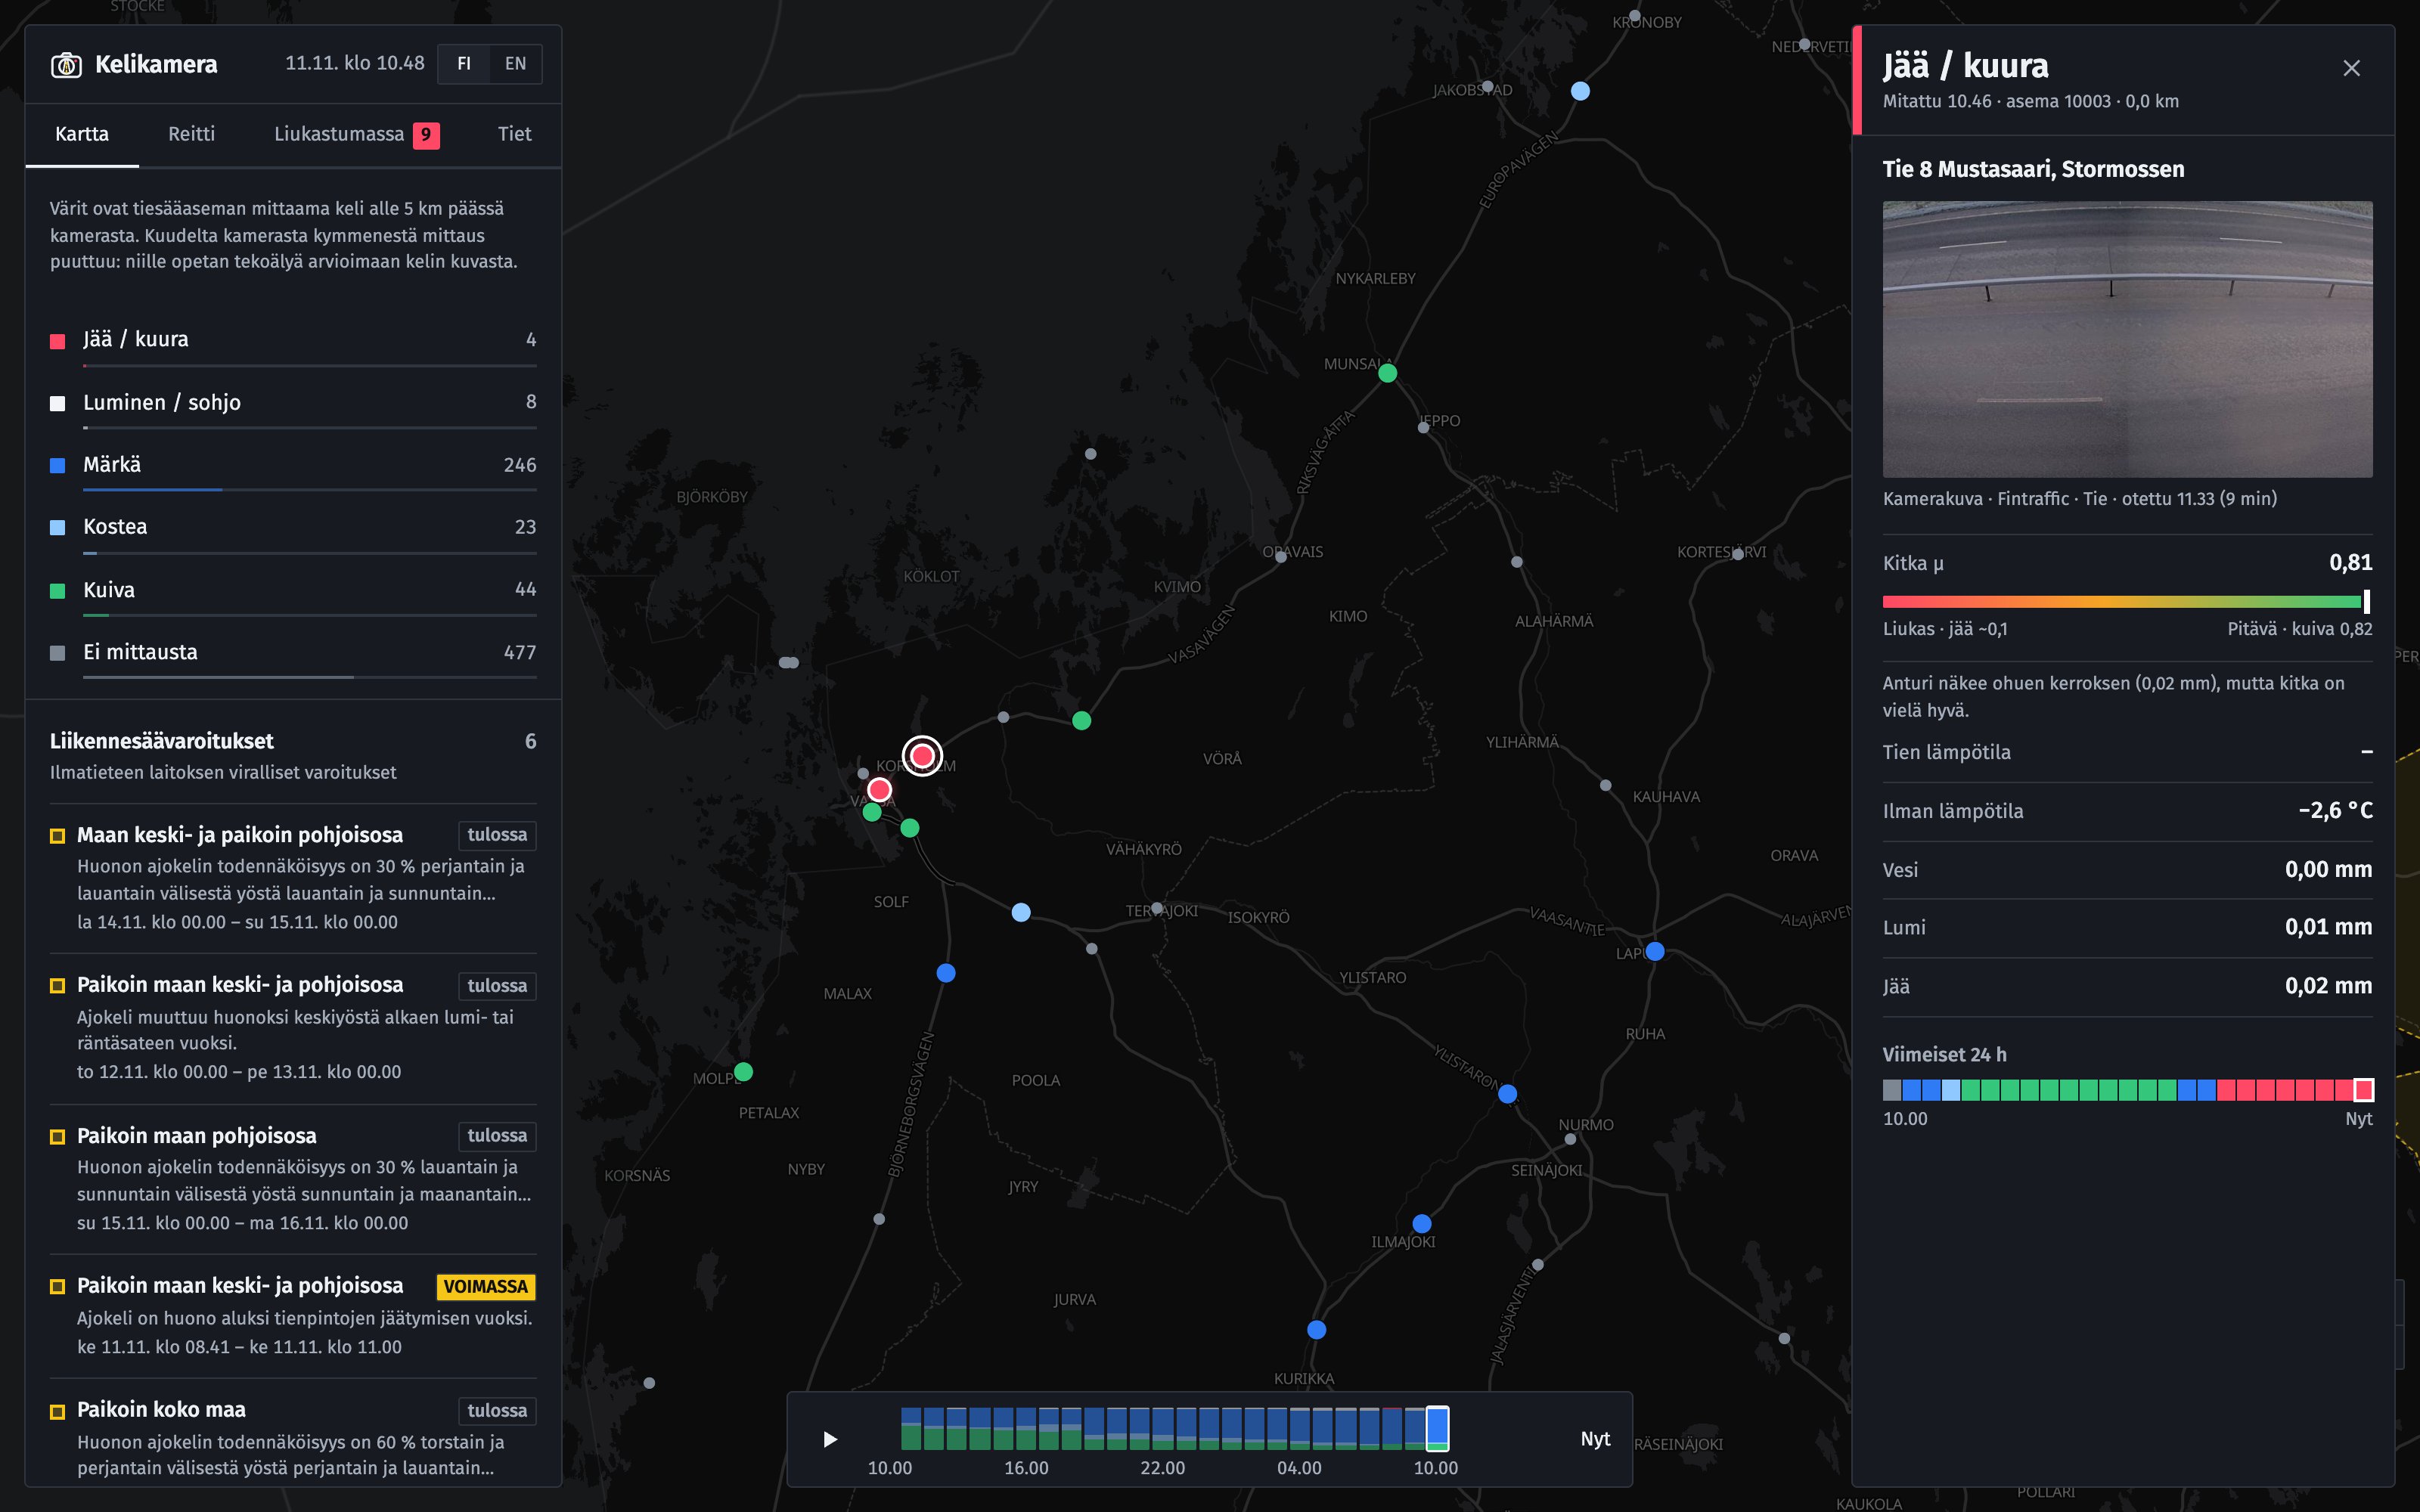 Kelikamera
11.11. klo 10.48
FI
EN
Kartta
Reitti
Liukastumassa 9
Tiet
Värit ovat tiesääaseman mittaama keli alle 5 km päässä
kamerasta. Kuudelta kamerasta kymmenestä mittaus
puuttuu: niille opetan tekoälyä arvioimaan kelin kuvasta.
Jää / kuura 4
Luminen / sohjo 8
Märkä 246
Kostea 23
Kuiva 44
Ei mittausta 477
Liikennesäävaroitukset 6
Ilmatieteen laitoksen viralliset varoitukset
Maan keski- ja paikoin pohjoisosa tulossa
Huonon ajokelin todennäköisyys on 30 % perjantain ja
lauantain välisestä yöstä lauantain ja sunnuntain...
la 14.11. klo 00.00 – su 15.11. klo 00.00
Paikoin maan keski- ja pohjoisosa tulossa
Ajokeli muuttuu huonoksi keskiyöstä alkaen lumi- tai
räntäsateen vuoksi.
to 12.11. klo 00.00 – pe 13.11. klo 00.00
Paikoin maan pohjoisosa tulossa
Huonon ajokelin todennäköisyys on 30 % lauantain ja
sunnuntain välisestä yöstä sunnuntain ja maanantain...
su 15.11. klo 00.00 – ma 16.11. klo 00.00
Paikoin maan keski- ja pohjoisosa VOIMASSA
Ajokeli on huono aluksi tienpintojen jäätymisen vuoksi.
ke 11.11. klo 08.41 – ke 11.11. klo 11.00
Paikoin koko maa tulossa
Huonon ajokelin todennäköisyys on 60 % torstain ja
perjantain välisestä yöstä perjantain ja lauantain...
STOCKE
KRONOBY
JAKOBSTAD
EUROPAVÄGEN
NYKARLEBY
MUNSALA
JEPPO
RIKSVÄG ÅTTA
BJÖRKÖBY
ORAVAIS
KORTESJÄRVI
KÖKLOT
KVIMO
KIMO
ALAHÄRMÄ
VASAVÄGEN
YLIHÄRMÄ
VÖRÅ
KORSHOLM
KAUHAVA
VÄHÄKYRÖ
ORAVA
SOLF
TERVAJOKI
ISOKYRÖ
VAASANTIE
YLISTARO
MALAX
RUHA
YLISTARON
MOLPE
POOLA
BJÖRNEBORGSVÄGEN
PETALAX
NURMO
NYBY
KORSNÄS
SEINÄJOKI
JYRY
ILMAJOKI
JURVA
KURIKKA
RÄSEINÄJOKI
KAUKOLA
POLLARI
10.00
16.00
22.00
04.00
10.00
Nyt
Jää / kuura
Mitattu 10.46 · asema 10003 · 0,0 km
Tie 8 Mustasaari, Stormossen
Kamerakuva · Fintraffic · Tie · otettu 11.33 (9 min)
Kitka µ 0,81
Liukas · jää ~0,1
Pitävä · kuiva 0,82
Anturi näkee ohuen kerroksen (0,02 mm), mutta kitka on
vielä hyvä.
Tien lämpötila –
Ilman lämpötila −2,6 °C
Vesi 0,00 mm
Lumi 0,01 mm
Jää 0,02 mm
Viimeiset 24 h
10.00
Nyt